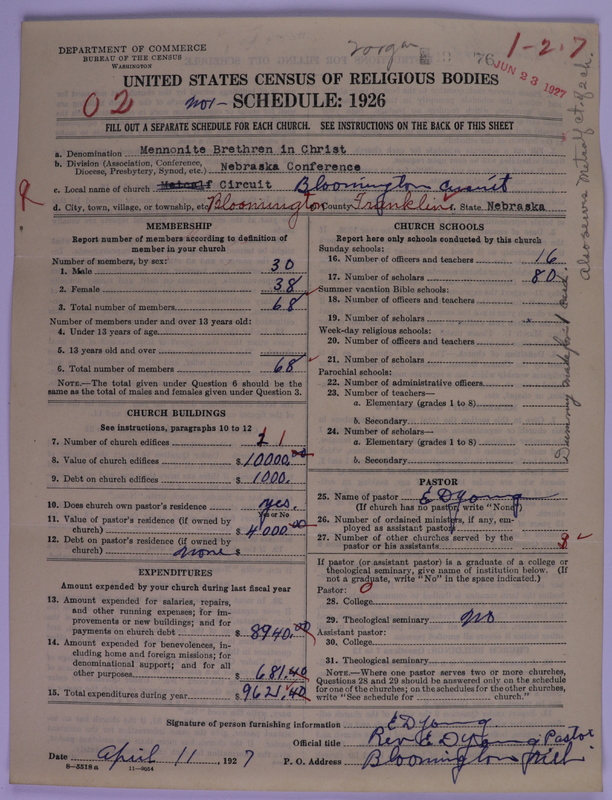 DEPARTMENT OF COMMERCE
BUREAU OF THE CENSUS
WASHINGTON
76
1-2-7
JUN 23 1927
UNITED STATES CENSUS OF RELIGIOUS BODIES
02
SCHEDULE: 1926
FILL OUT A SEPARATE SCHEDULE FOR EACH CHURCH. SEE INSTRUCTIONS ON THE BACK OF THIS SHEET
a. Denomination Mennonite Brethren in Christ
b. Division (Association, Conference, Diocese, Presbytery, Synod, etc.) Nebraska Conference
c. Local name of church Metcalf Circuit Bloomington Circuit
R
d. City, town, village, or township, etc. Bloomington e. County Franklin f. State Nebraska
MEMBERSHIP
Report number of members according to definition of
member in your church
Number of members, by sex:
1. Male 30
2. Female 38
3. Total number of members 68
Number of members under and over 13 years old:
4. Under 13 years of age
5. 13 years old and over
6. Total number of members 68
NOTE.—The total given under Question 6 should be the
same as the total of males and females given under Question 3.
CHURCH BUILDINGS
See instructions, paragraphs 10 to 12
7. Number of church edifices 1
8. Value of church edifices $ 10000.00
9. Debt on church edifices $ 1000.
10. Does church own pastor's residence yes.
Yes or No
11. Value of pastor's residence (if owned by
church) $ 4000.00
12. Debt on pastor's residence (if owned by
church) none $
EXPENDITURES
Amount expended by your church during last fiscal year
13. Amount expended for salaries, repairs,
and other running expenses; for im-
provements or new buildings; and for
payments on church debt $ 8940.00
14. Amount expended for benevolences, in-
cluding home and foreign missions; for
denominational support; and for all
other purposes $ 681.40
15. Total expenditures during year $ 9621.40
CHURCH SCHOOLS
Report here only schools conducted by this church
Sunday schools:
16. Number of officers and teachers 16
17. Number of scholars 80
Summer vacation Bible schools:
18. Number of officers and teachers
19. Number of scholars
Week-day religious schools:
20. Number of officers and teachers
21. Number of scholars
Parochial schools:
22. Number of administrative officers
23. Number of teachers—
a. Elementary (grades 1 to 8)
b. Secondary
24. Number of scholars—
a. Elementary (grades 1 to 8)
b. Secondary
PASTOR
25. Name of pastor E D Young
(If church has no pastor, write "None")
26. Number of ordained ministers, if any, em-
ployed as assistant pastors
27. Number of other churches served by the
pastor or his assistants
If pastor (or assistant pastor) is a graduate of a college or
theological seminary, give name of institution below. (If
not a graduate, write "No" in the space indicated.)
Pastor: 0
28. College
29. Theological seminary no
Assistant pastor:
30. College
31. Theological seminary
NOTE.—Where one pastor serves two or more churches,
Questions 28 and 29 should be answered only on the schedule
for one of the churches; on the schedules for the other churches,
write "See schedule for church."
Signature of person furnishing information E D Young
Official title Rev E D Young Pastor
Date April 11, 1927 P. O. Address Bloomington Neb.
8-5518a 11-9054